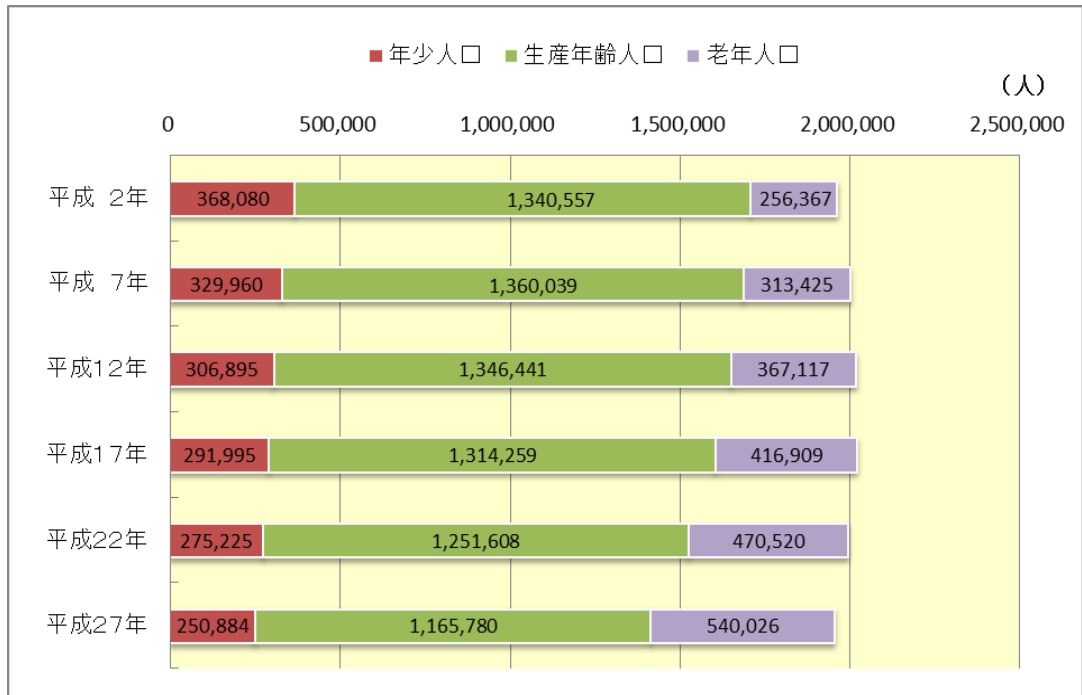 ■年少人口 ■生産年齢人口 ■老年人口
(人)
0 500,000 1,000,000 1,500,000 2,000,000 2,500,000
平成 2年 368,080 1,340,557 256,367
平成 7年 329,960 1,360,039 313,425
平成12年 306,895 1,346,441 367,117
平成17年 291,995 1,314,259 416,909
平成22年 275,225 1,251,608 470,520
平成27年 250,884 1,165,780 540,026